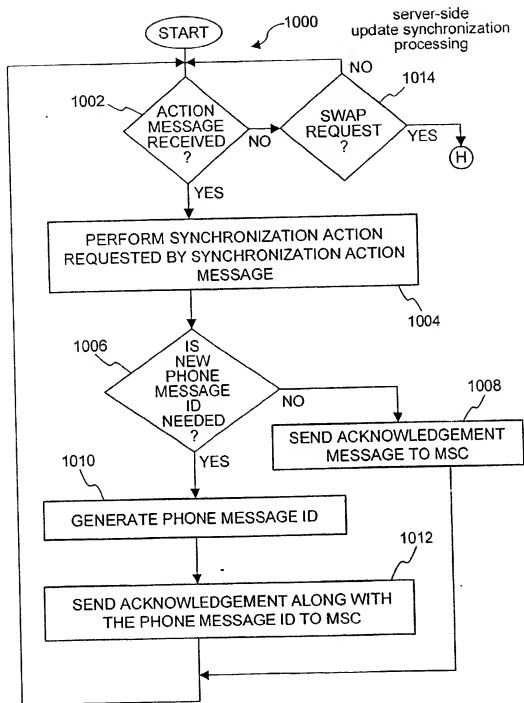 START
1000
server-side
update synchronization
processing
NO
1002
1014
ACTION
MESSAGE
RECEIVED
?
NO
SWAP
REQUEST
?
YES
H
YES
PERFORM SYNCHRONIZATION ACTION
REQUESTED BY SYNCHRONIZATION ACTION
MESSAGE
1004
1006
IS
NEW
PHONE
MESSAGE
ID
NEEDED
?
NO
1008
SEND ACKNOWLEDGEMENT
MESSAGE TO MSC
YES
1010
GENERATE PHONE MESSAGE ID
1012
SEND ACKNOWLEDGEMENT ALONG WITH
THE PHONE MESSAGE ID TO MSC